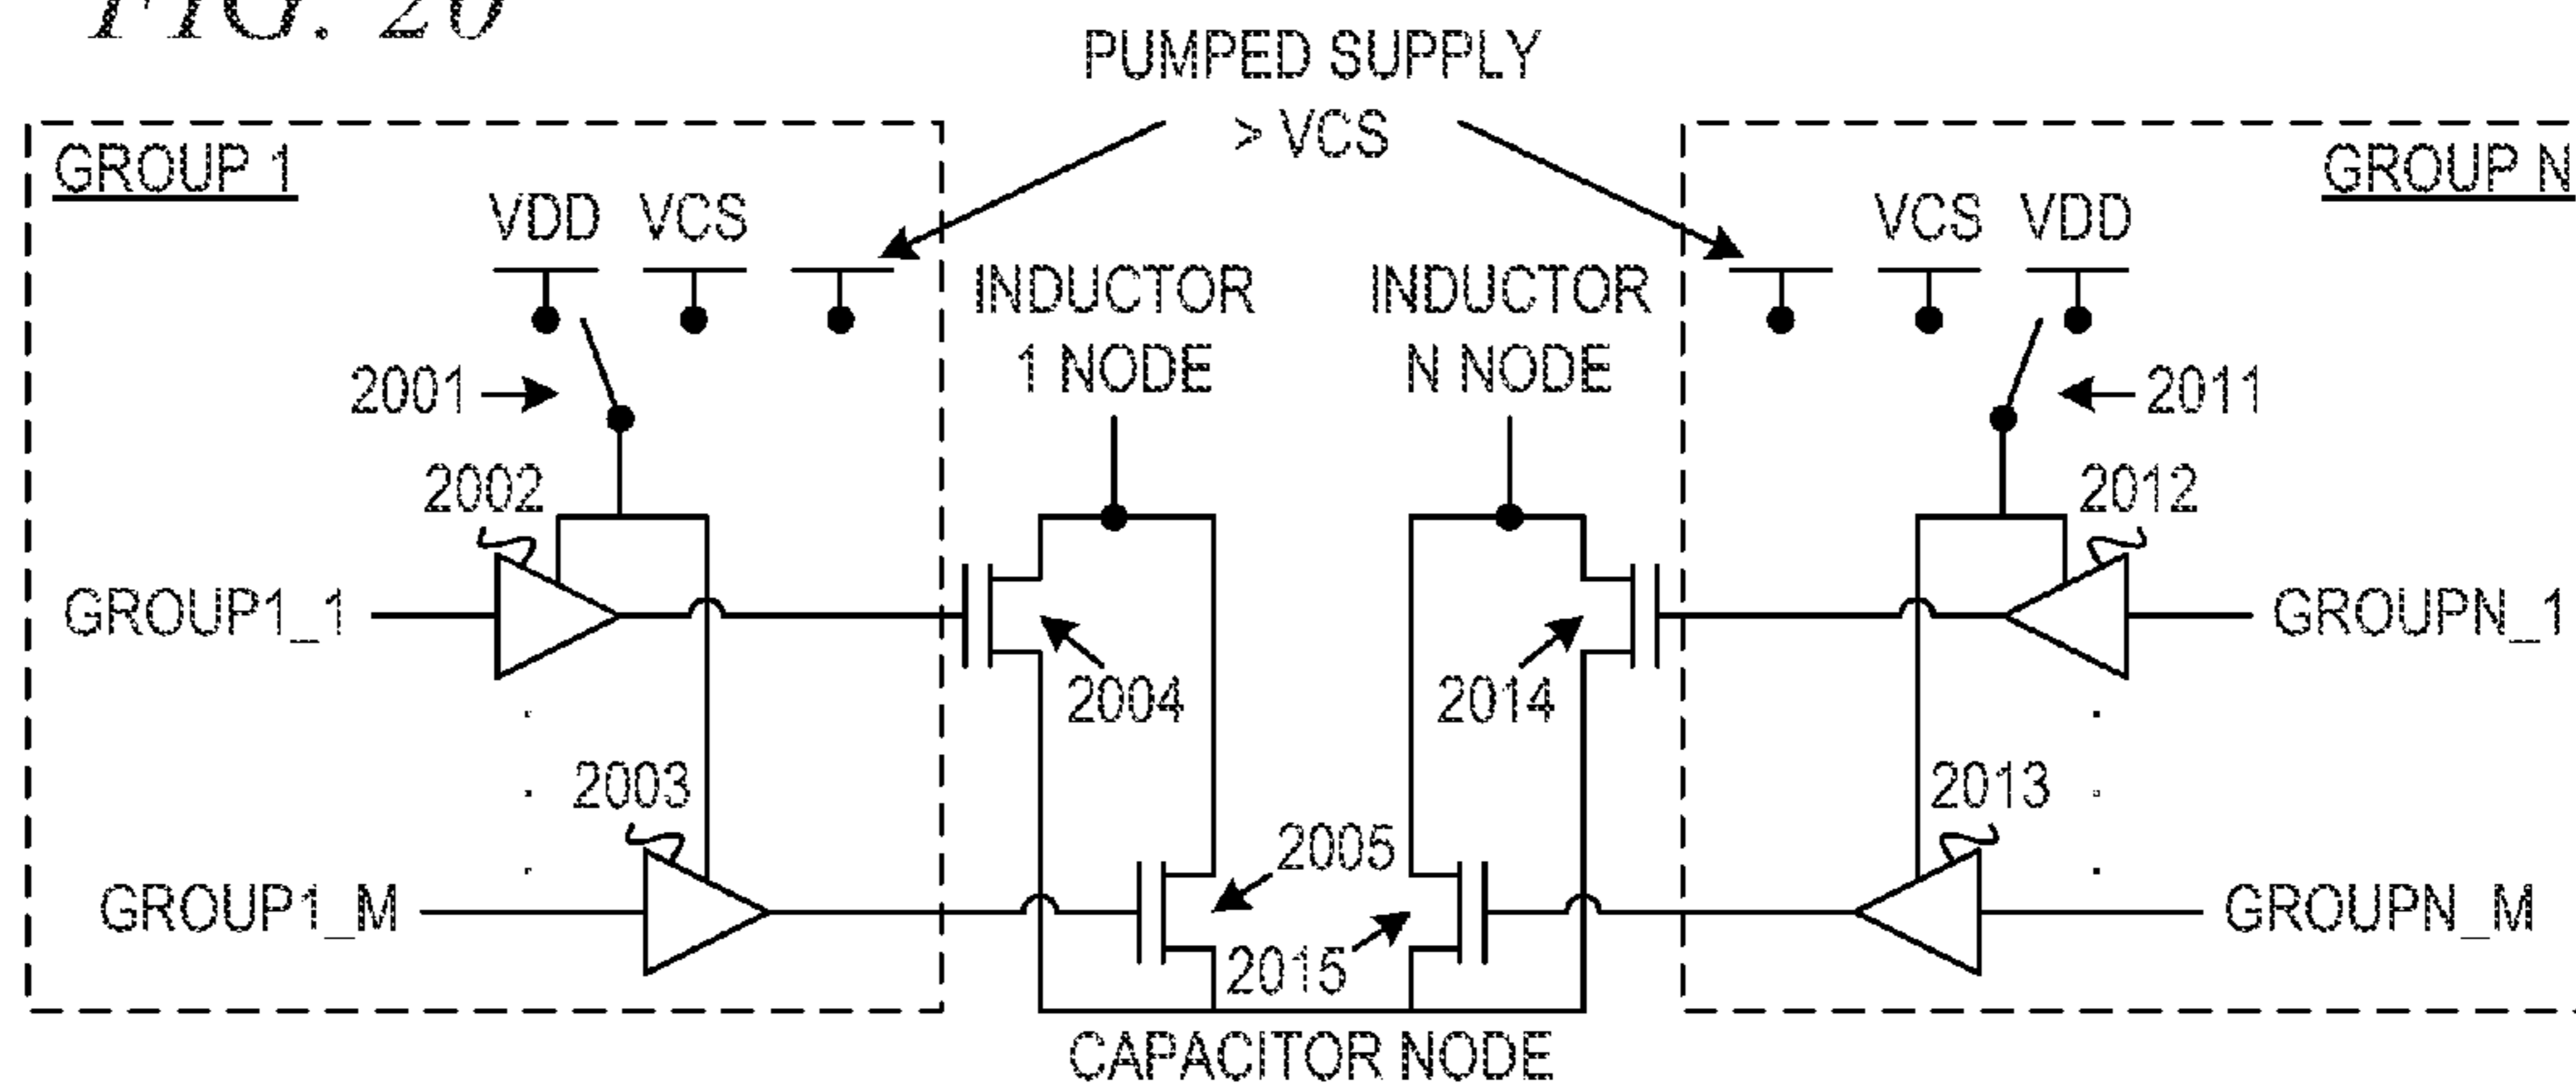 FIG. 20
PUMPED SUPPLY
> VCS
GROUP 1
GROUP N
VDD VCS
VCS VDD
INDUCTOR
1 NODE
INDUCTOR
N NODE
2001
2011
2002
2012
GROUP1_1
GROUPN_1
2004
2014
2003
2013
2005
GROUP1_M
GROUPN_M
2015
CAPACITOR NODE